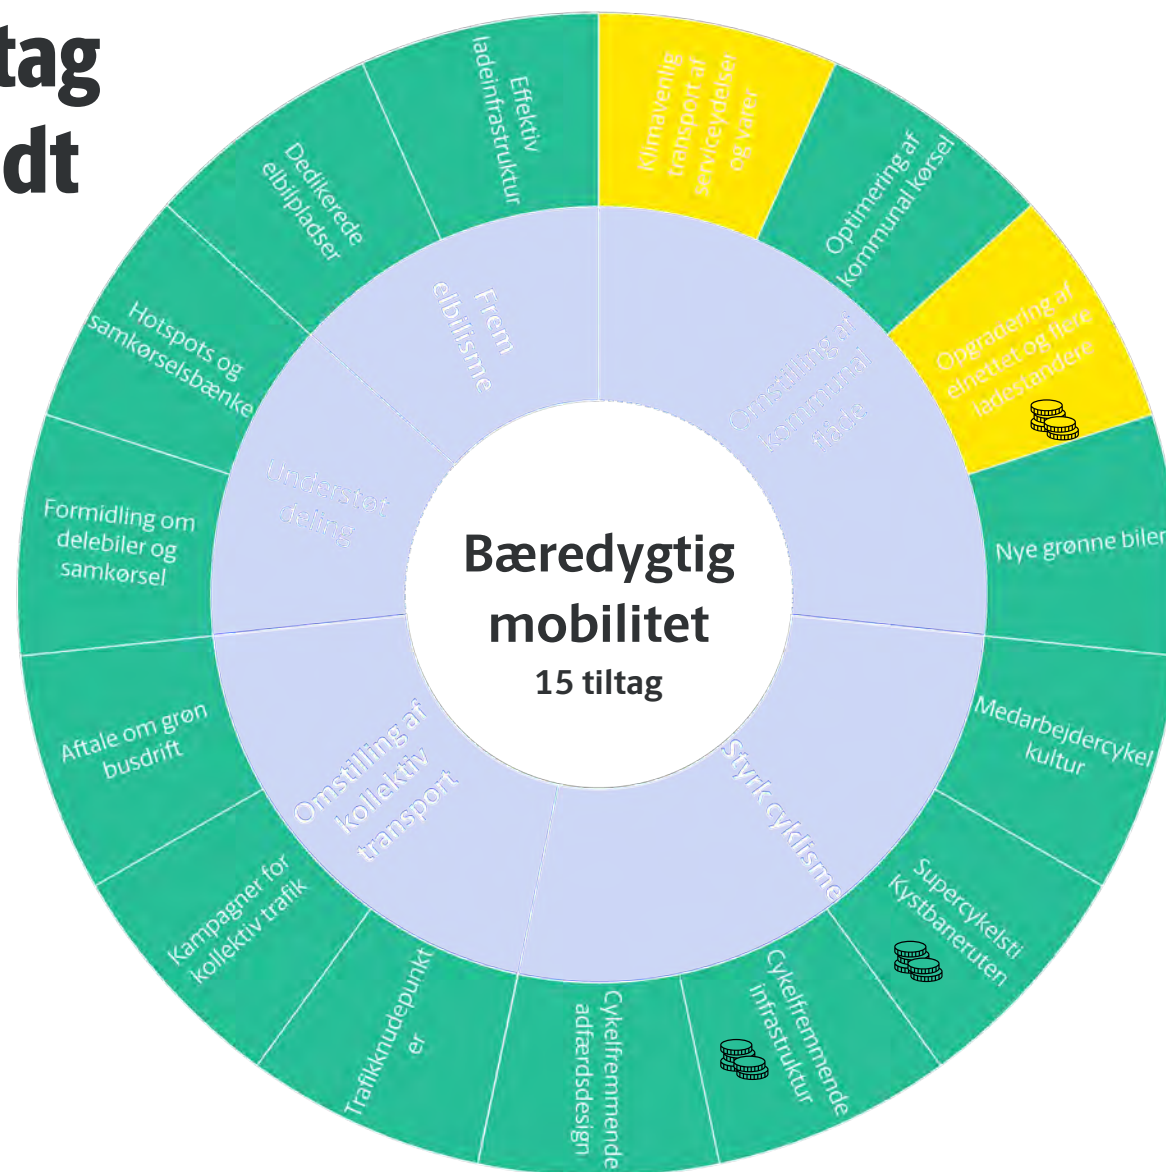 tag
dt
Klimavenlig
transport af
serviceydelser
og varer
Optimering af
kommunal kørsel
Opgradering af
elnettet og flere
ladestandere
Nye grønne biler
Medarbejdercykel
kultur
Supercykelsti
Kystbaneruten
Cykelfremmende
infrastruktur
Cykelfremmende
adfærdsdesign
Trafikknudepunkt
er
Kampagner for
kollektiv trafik
Aftale om grøn
busdrift
Formidling om
delebiler og
samkørsel
Hotspots og
samkørselsbænke
Dedikerede
elbilpladser
Effektiv
ladeinfrastruktur
Omstilling af
kommunal
flåde
Styrk cyklisme
Omstilling af
kollektiv
transport
Understøt
deling
Frem
elbilisme
Bæredygtig
mobilitet
15 tiltag